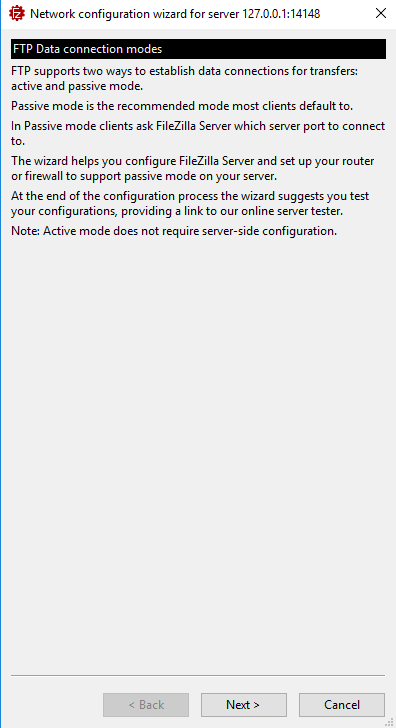 Network configuration wizard for server 127.0.0.1:14148
FTP Data connection modes
FTP supports two ways to establish data connections for transfers:
active and passive mode.
Passive mode is the recommended mode most clients default to.
In Passive mode clients ask FileZilla Server which server port to connect
to.
The wizard helps you configure FileZilla Server and set up your router
or firewall to support passive mode on your server.
At the end of the configuration process the wizard suggests you test
your configurations, providing a link to our online server tester.
Note: Active mode does not require server-side configuration.
< Back
Next >
Cancel